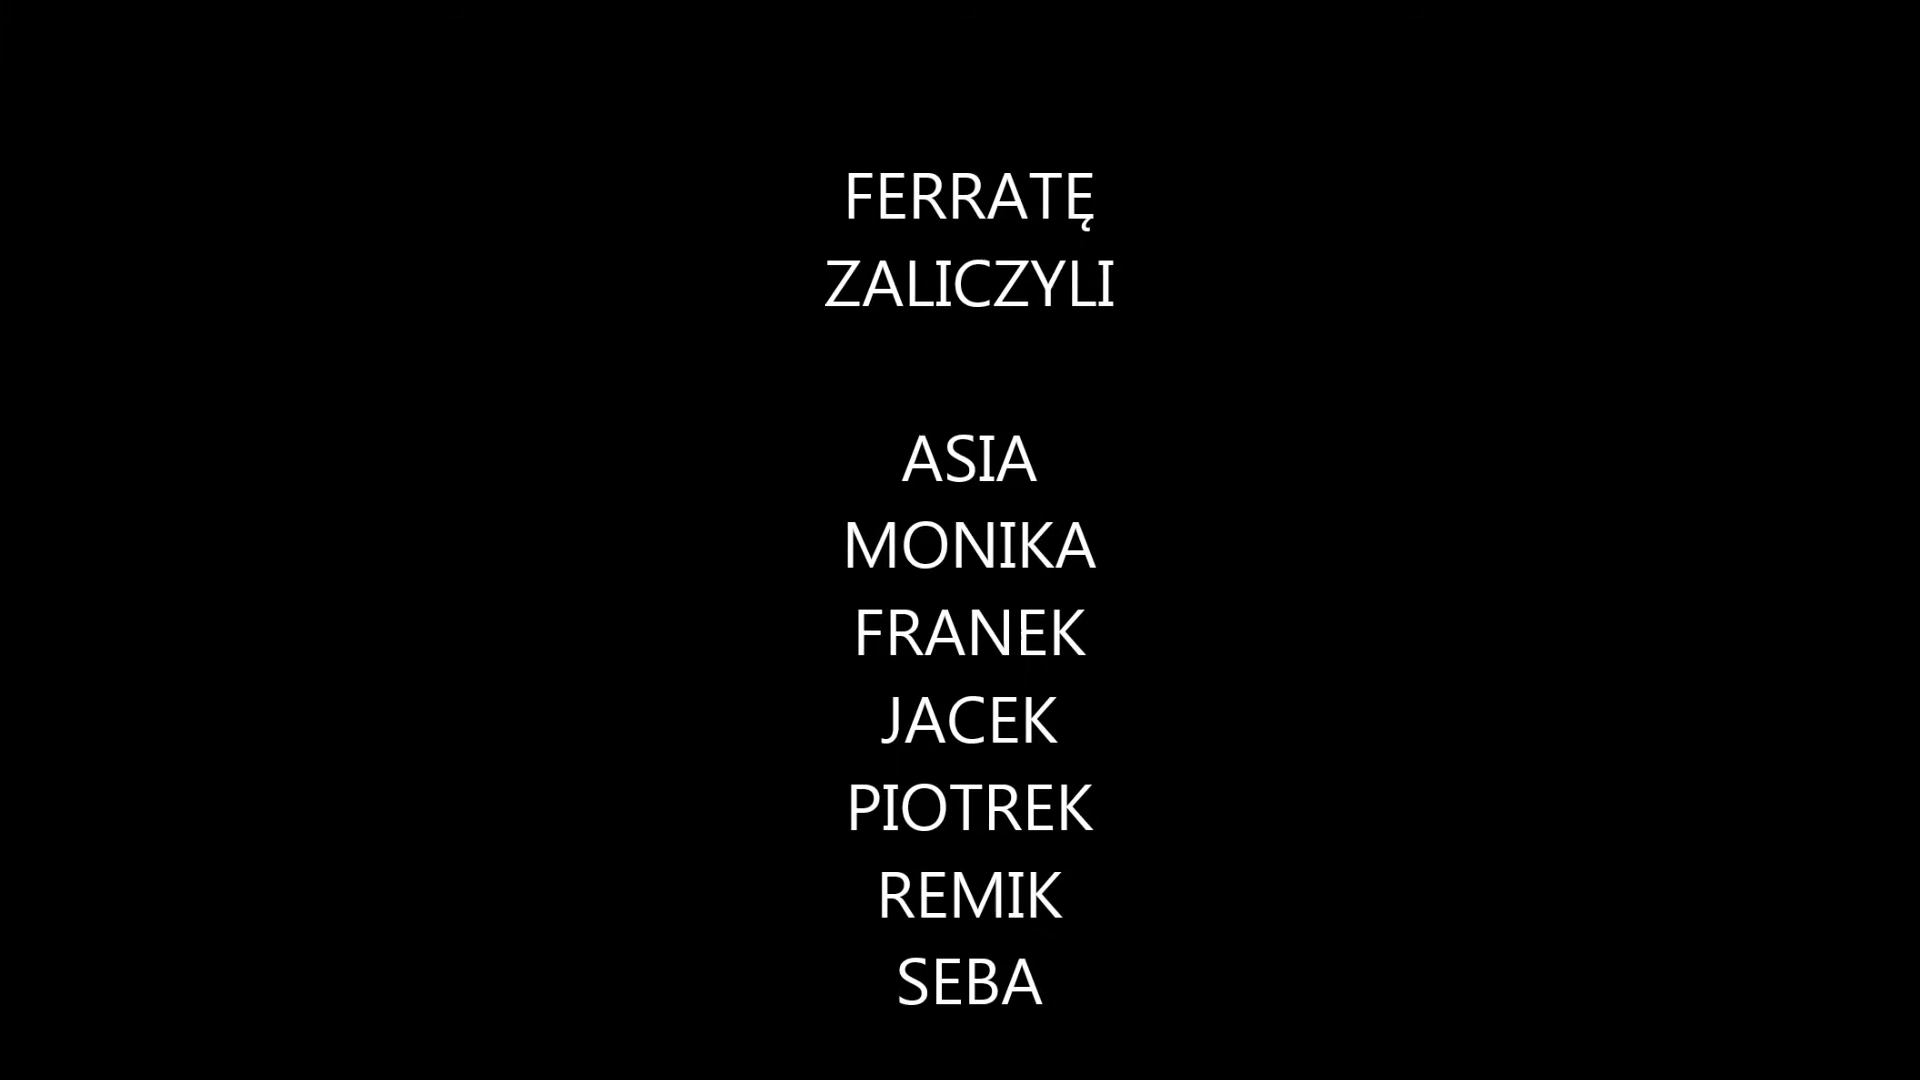 FERRATĘ
ZALICZYLI
ASIA
MONIKA
FRANEK
JACEK
PIOTREK
REMIK
SEBA